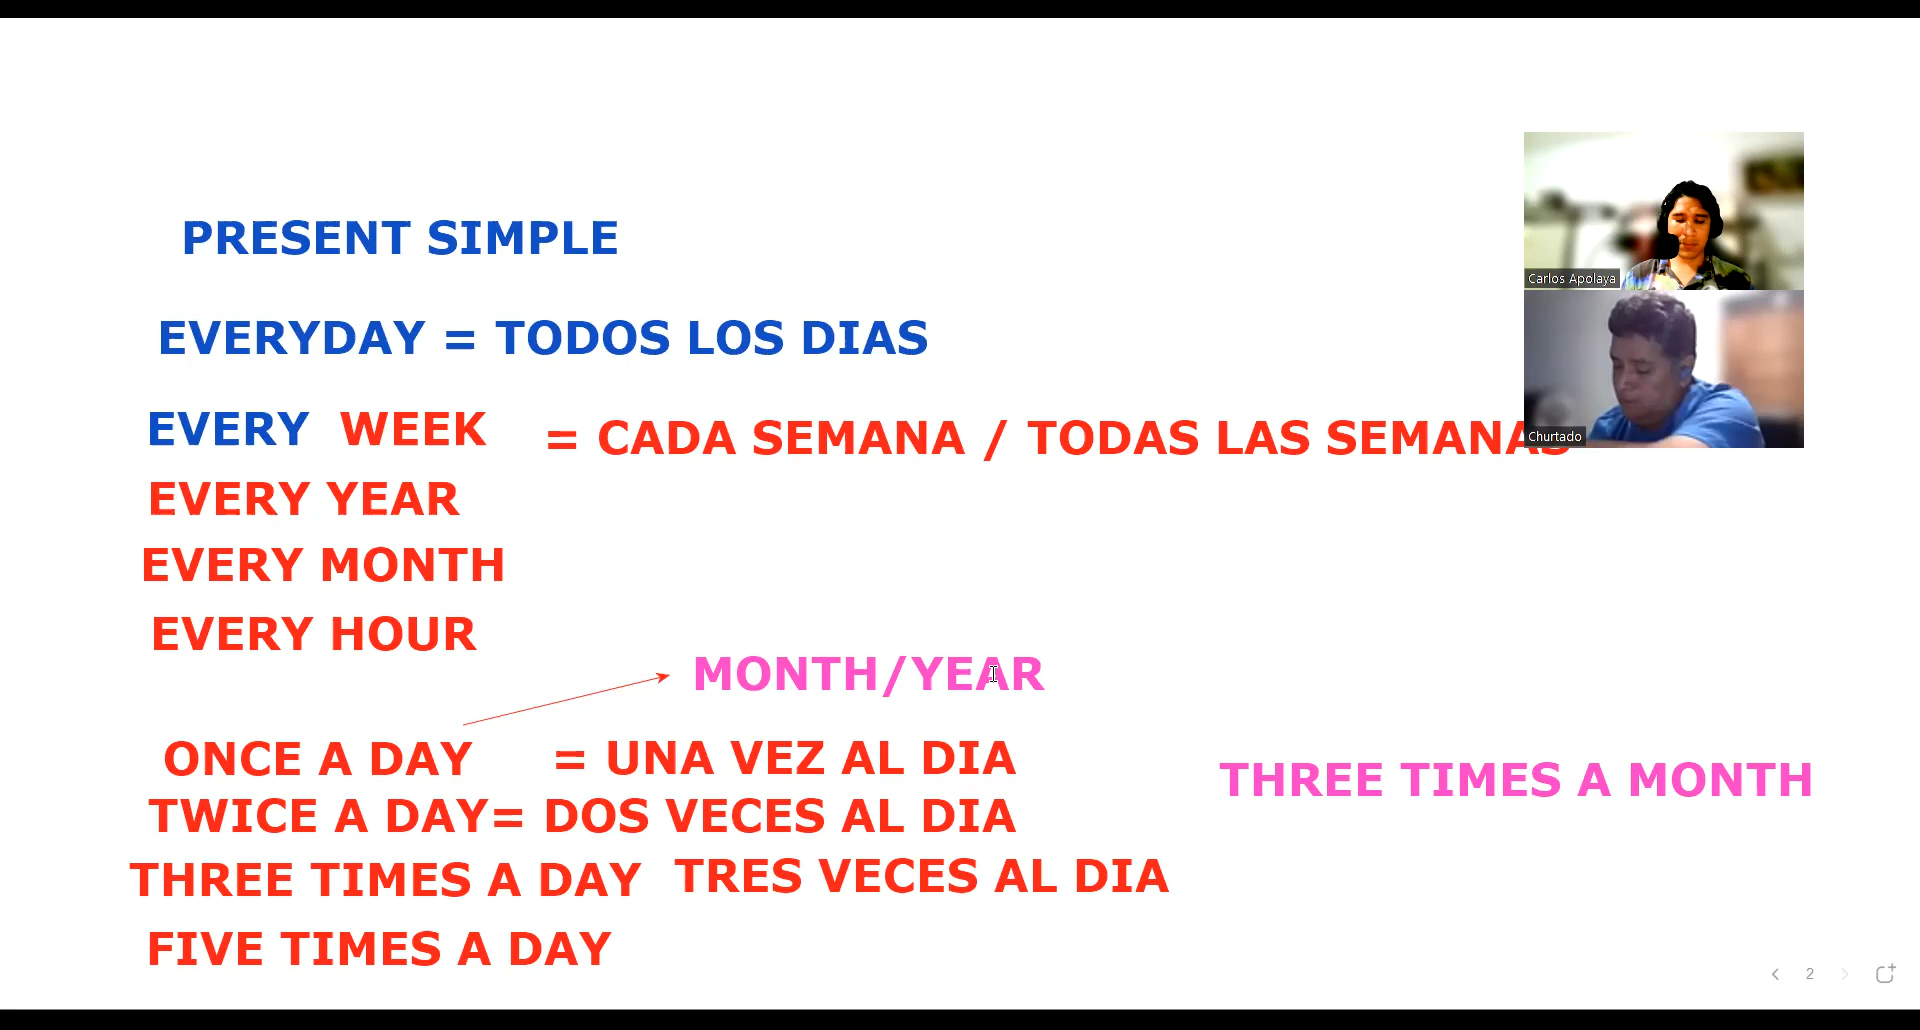 PRESENT SIMPLE
EVERYDAY = TODOS LOS DIAS
EVERY WEEK = CADA SEMANA / TODAS LAS SEMANAS
EVERY YEAR
EVERY MONTH
EVERY HOUR
MONTH/YEAR
ONCE A DAY = UNA VEZ AL DIA
THREE TIMES A MONTH
TWICE A DAY= DOS VECES AL DIA
THREE TIMES A DAY TRES VECES AL DIA
FIVE TIMES A DAY
Carlos Apolaya
Churtado
2